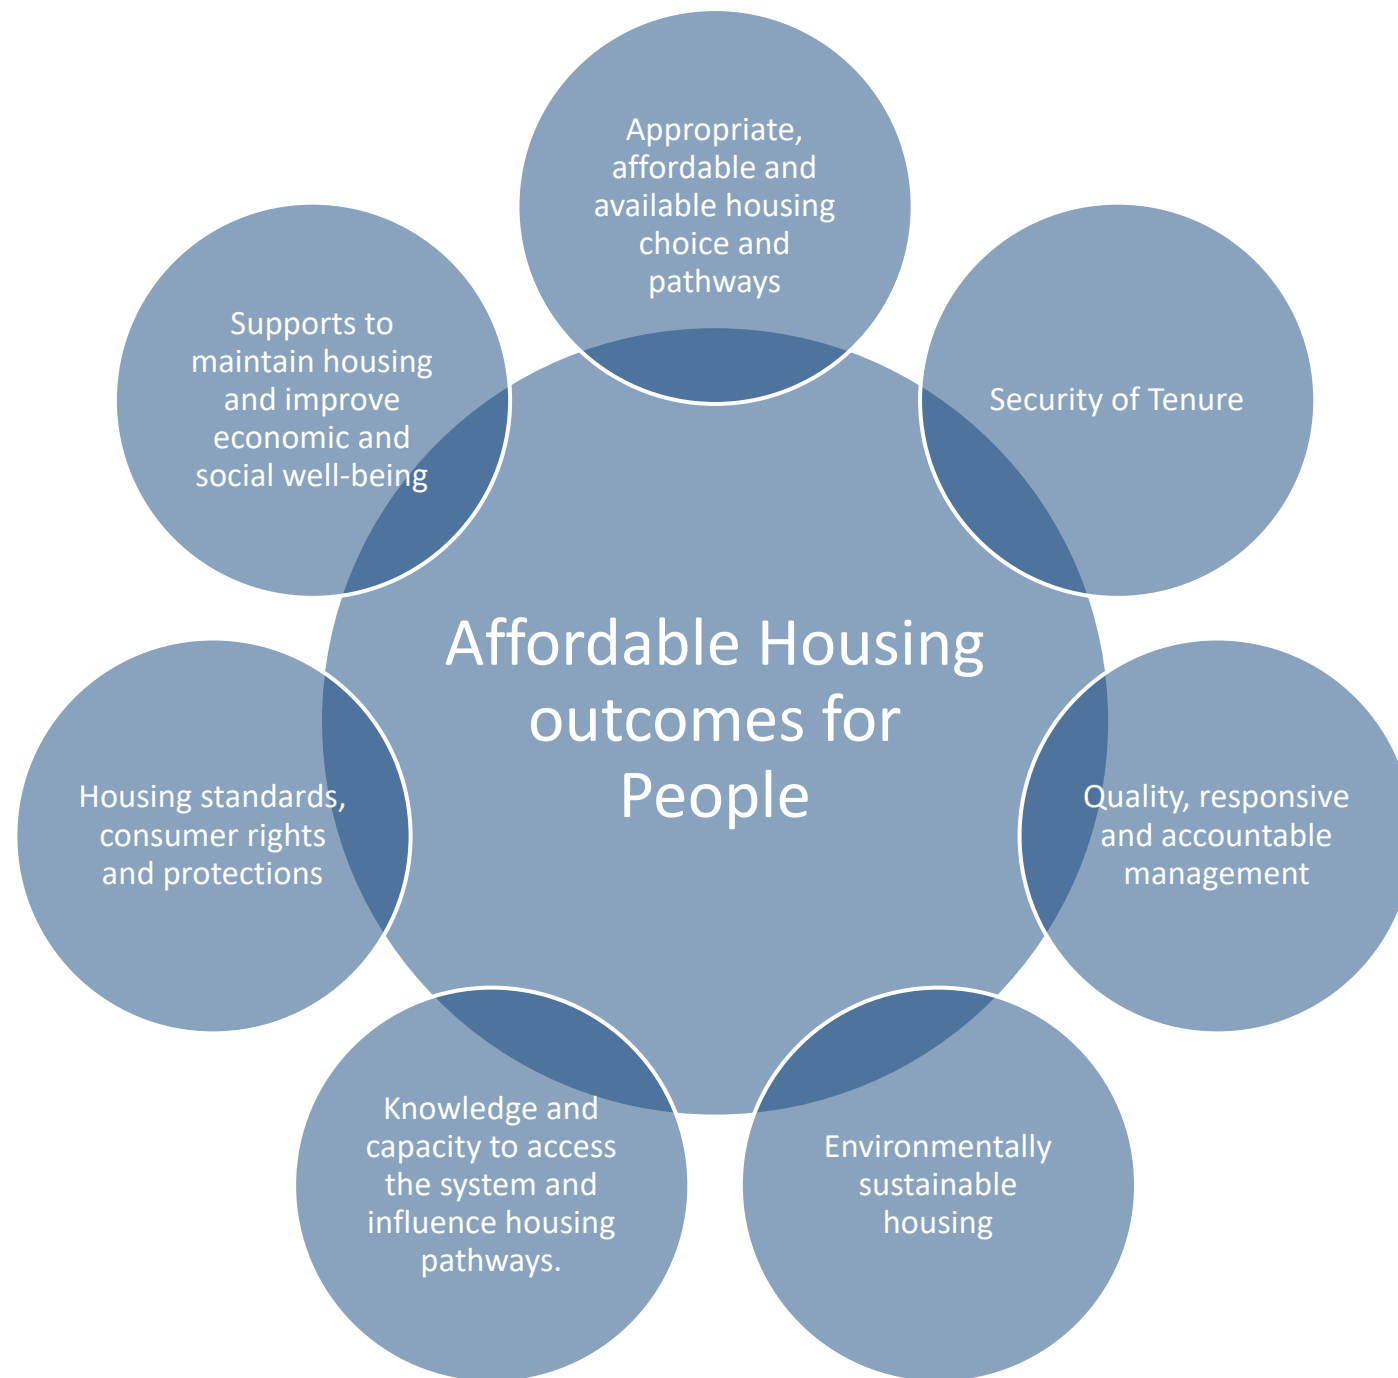 Appropriate,
affordable and
available housing
choice and
pathways
Supports to
maintain housing
and improve
economic and
social well-being
Security of Tenure
Affordable Housing
outcomes for
People
Housing standards,
consumer rights
and protections
Quality, responsive
and accountable
management
Knowledge and
capacity to access
the system and
influence housing
pathways.
Environmentally
sustainable
housing